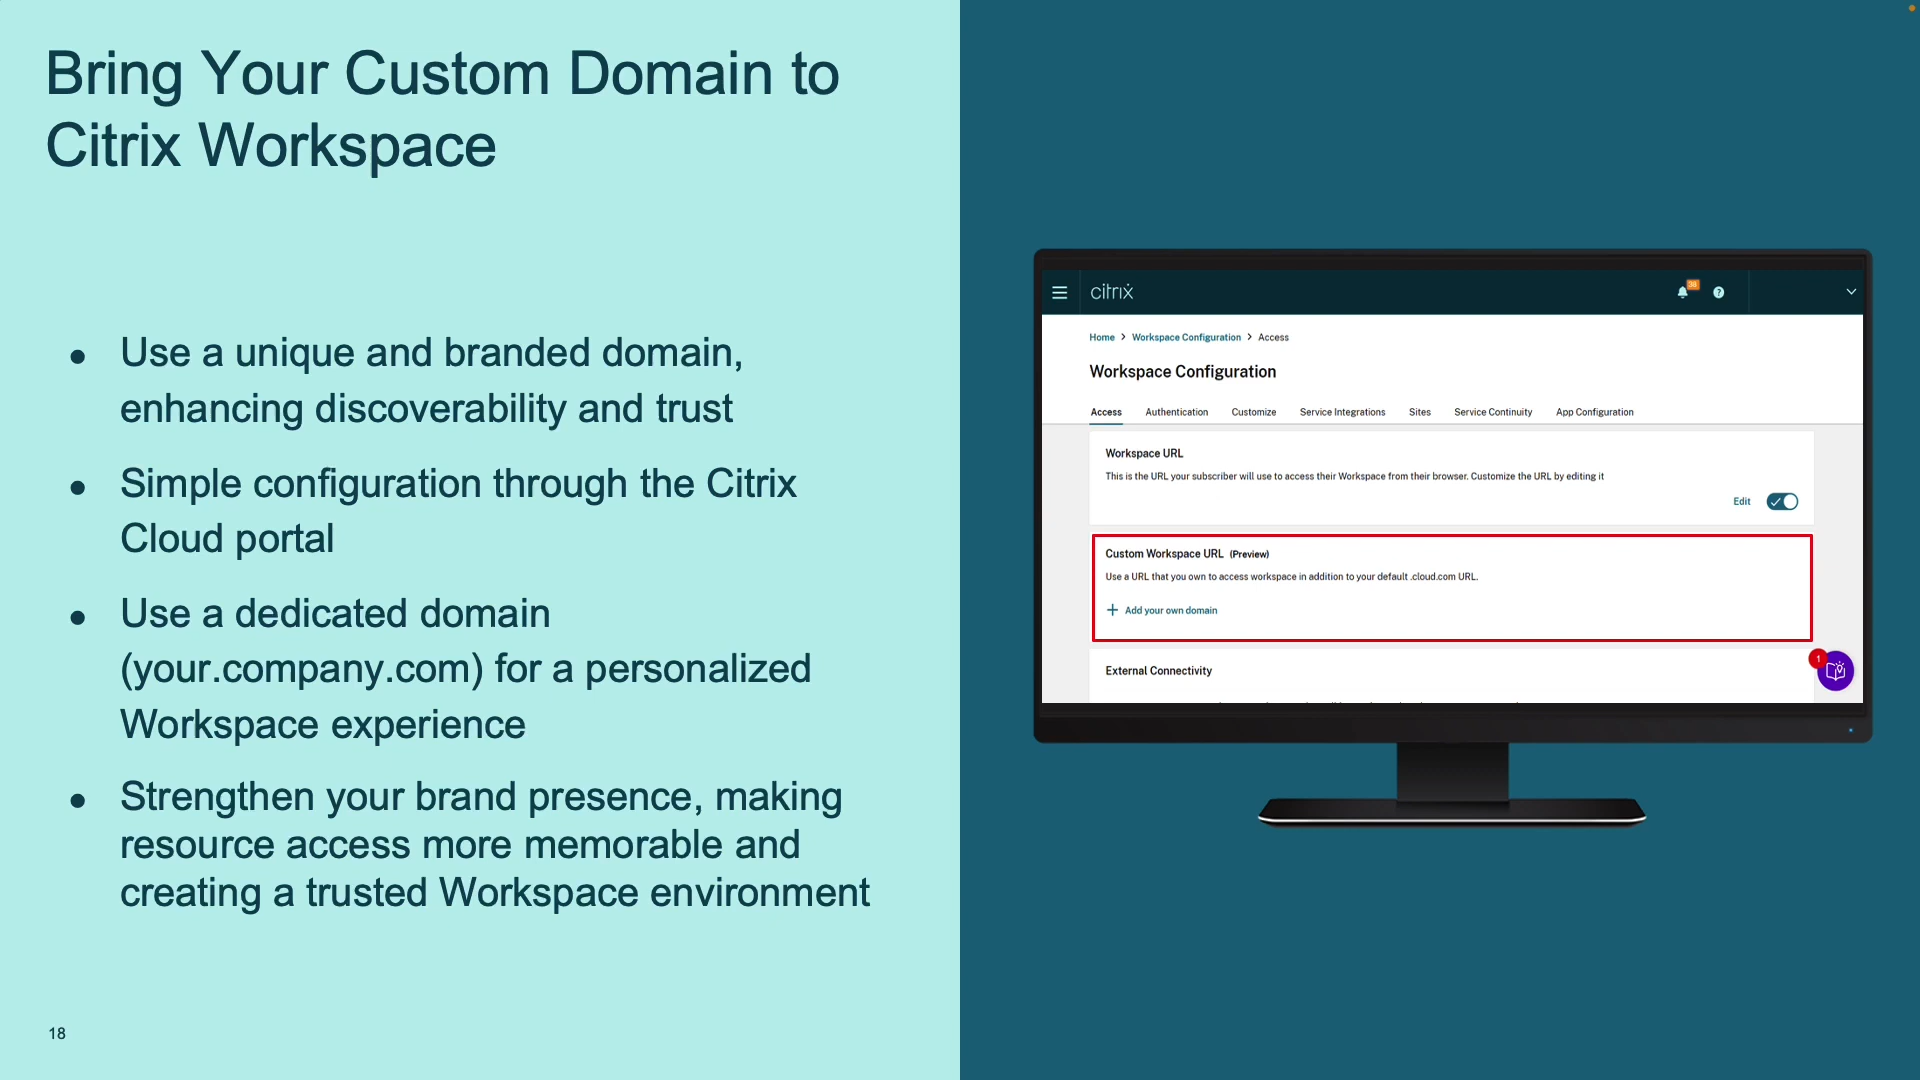 Bring Your Custom Domain to
Citrix Workspace
● Use a unique and branded domain,
enhancing discoverability and trust
● Simple configuration through the Citrix
Cloud portal
● Use a dedicated domain
(your.company.com) for a personalized
Workspace experience
● Strengthen your brand presence, making
resource access more memorable and
creating a trusted Workspace environment
18
citrix
38
?
Home > Workspace Configuration > Access
Workspace Configuration
Access Authentication Customize Service Integrations Sites Service Continuity App Configuration
Workspace URL
This is the URL your subscriber will use to access their Workspace from their browser. Customize the URL by editing it
Edit
Custom Workspace URL (Preview)
Use a URL that you own to access workspace in addition to your default .cloud.com URL.
+ Add your own domain
1
External Connectivity